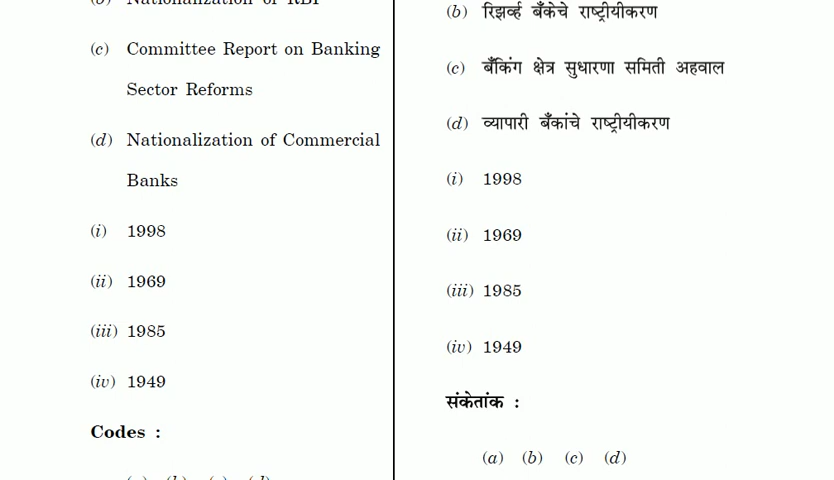 (c) Committee Report on Banking
Sector Reforms
(d) Nationalization of Commercial
Banks
(i) 1998
(ii) 1969
(iii) 1985
(iv) 1949
Codes :
(b) रिझर्व्ह बँकेचे राष्ट्रीयीकरण
(c) बँकिंग क्षेत्र सुधारणा समिती अहवाल
(d) व्यापारी बँकांचे राष्ट्रीयीकरण
(i) 1998
(ii) 1969
(iii) 1985
(iv) 1949
संकेतांक :
(a) (b) (c) (d)